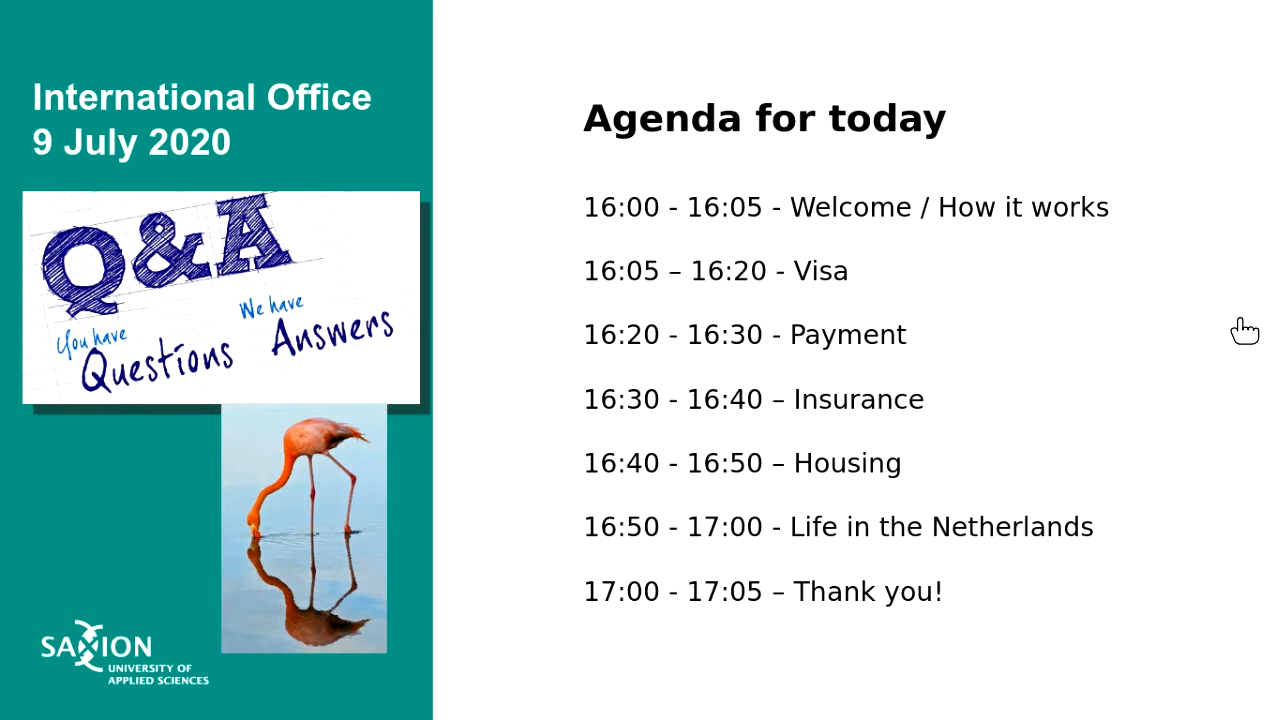 International Office
9 July 2020
Q&A
You have
Questions
We have
Answers
SAXION
UNIVERSITY OF
APPLIED SCIENCES
Agenda for today
16:00 - 16:05 - Welcome / How it works
16:05 – 16:20 - Visa
16:20 - 16:30 - Payment
16:30 - 16:40 – Insurance
16:40 - 16:50 – Housing
16:50 - 17:00 - Life in the Netherlands
17:00 - 17:05 – Thank you!